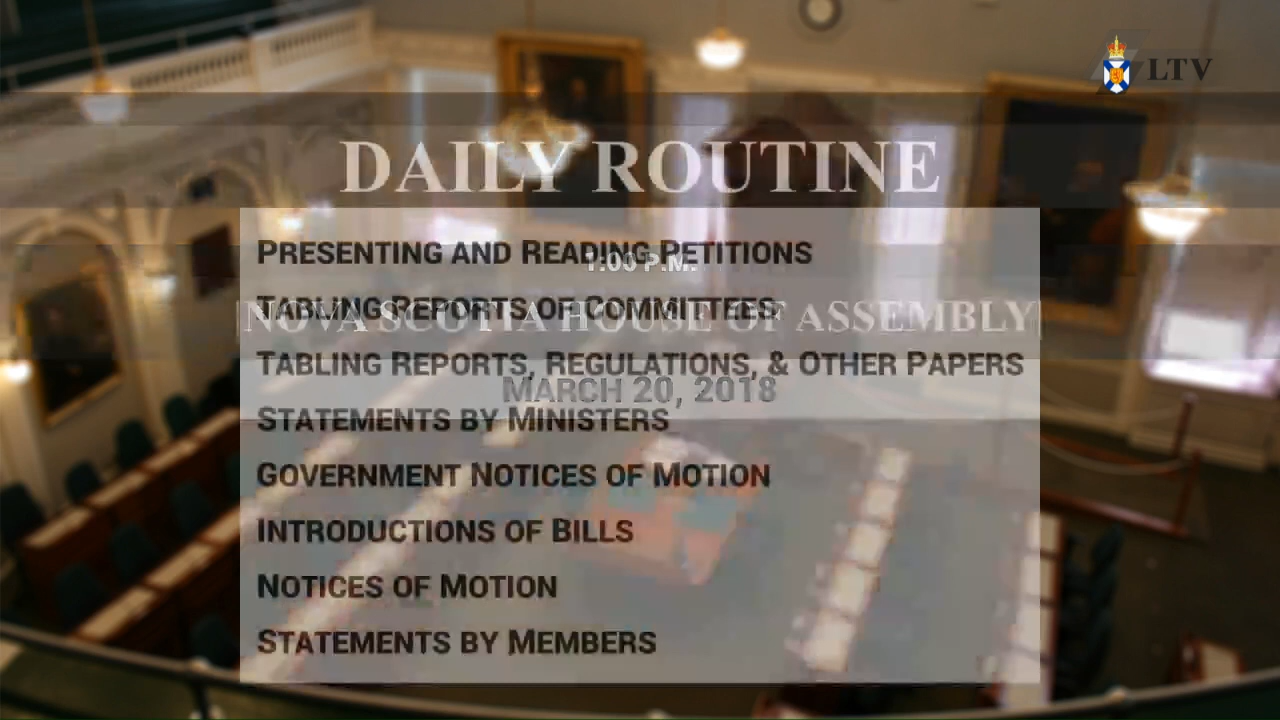 LTV
DAILY ROUTINE
PRESENTING AND READING PETITIONS
1:00 P.M.
TABLING REPORTS OF COMMITTEES
NOVA SCOTIA HOUSE OF ASSEMBLY
TABLING REPORTS, REGULATIONS, & OTHER PAPERS
MARCH 20, 2018
STATEMENTS BY MINISTERS
GOVERNMENT NOTICES OF MOTION
INTRODUCTIONS OF BILLS
NOTICES OF MOTION
STATEMENTS BY MEMBERS